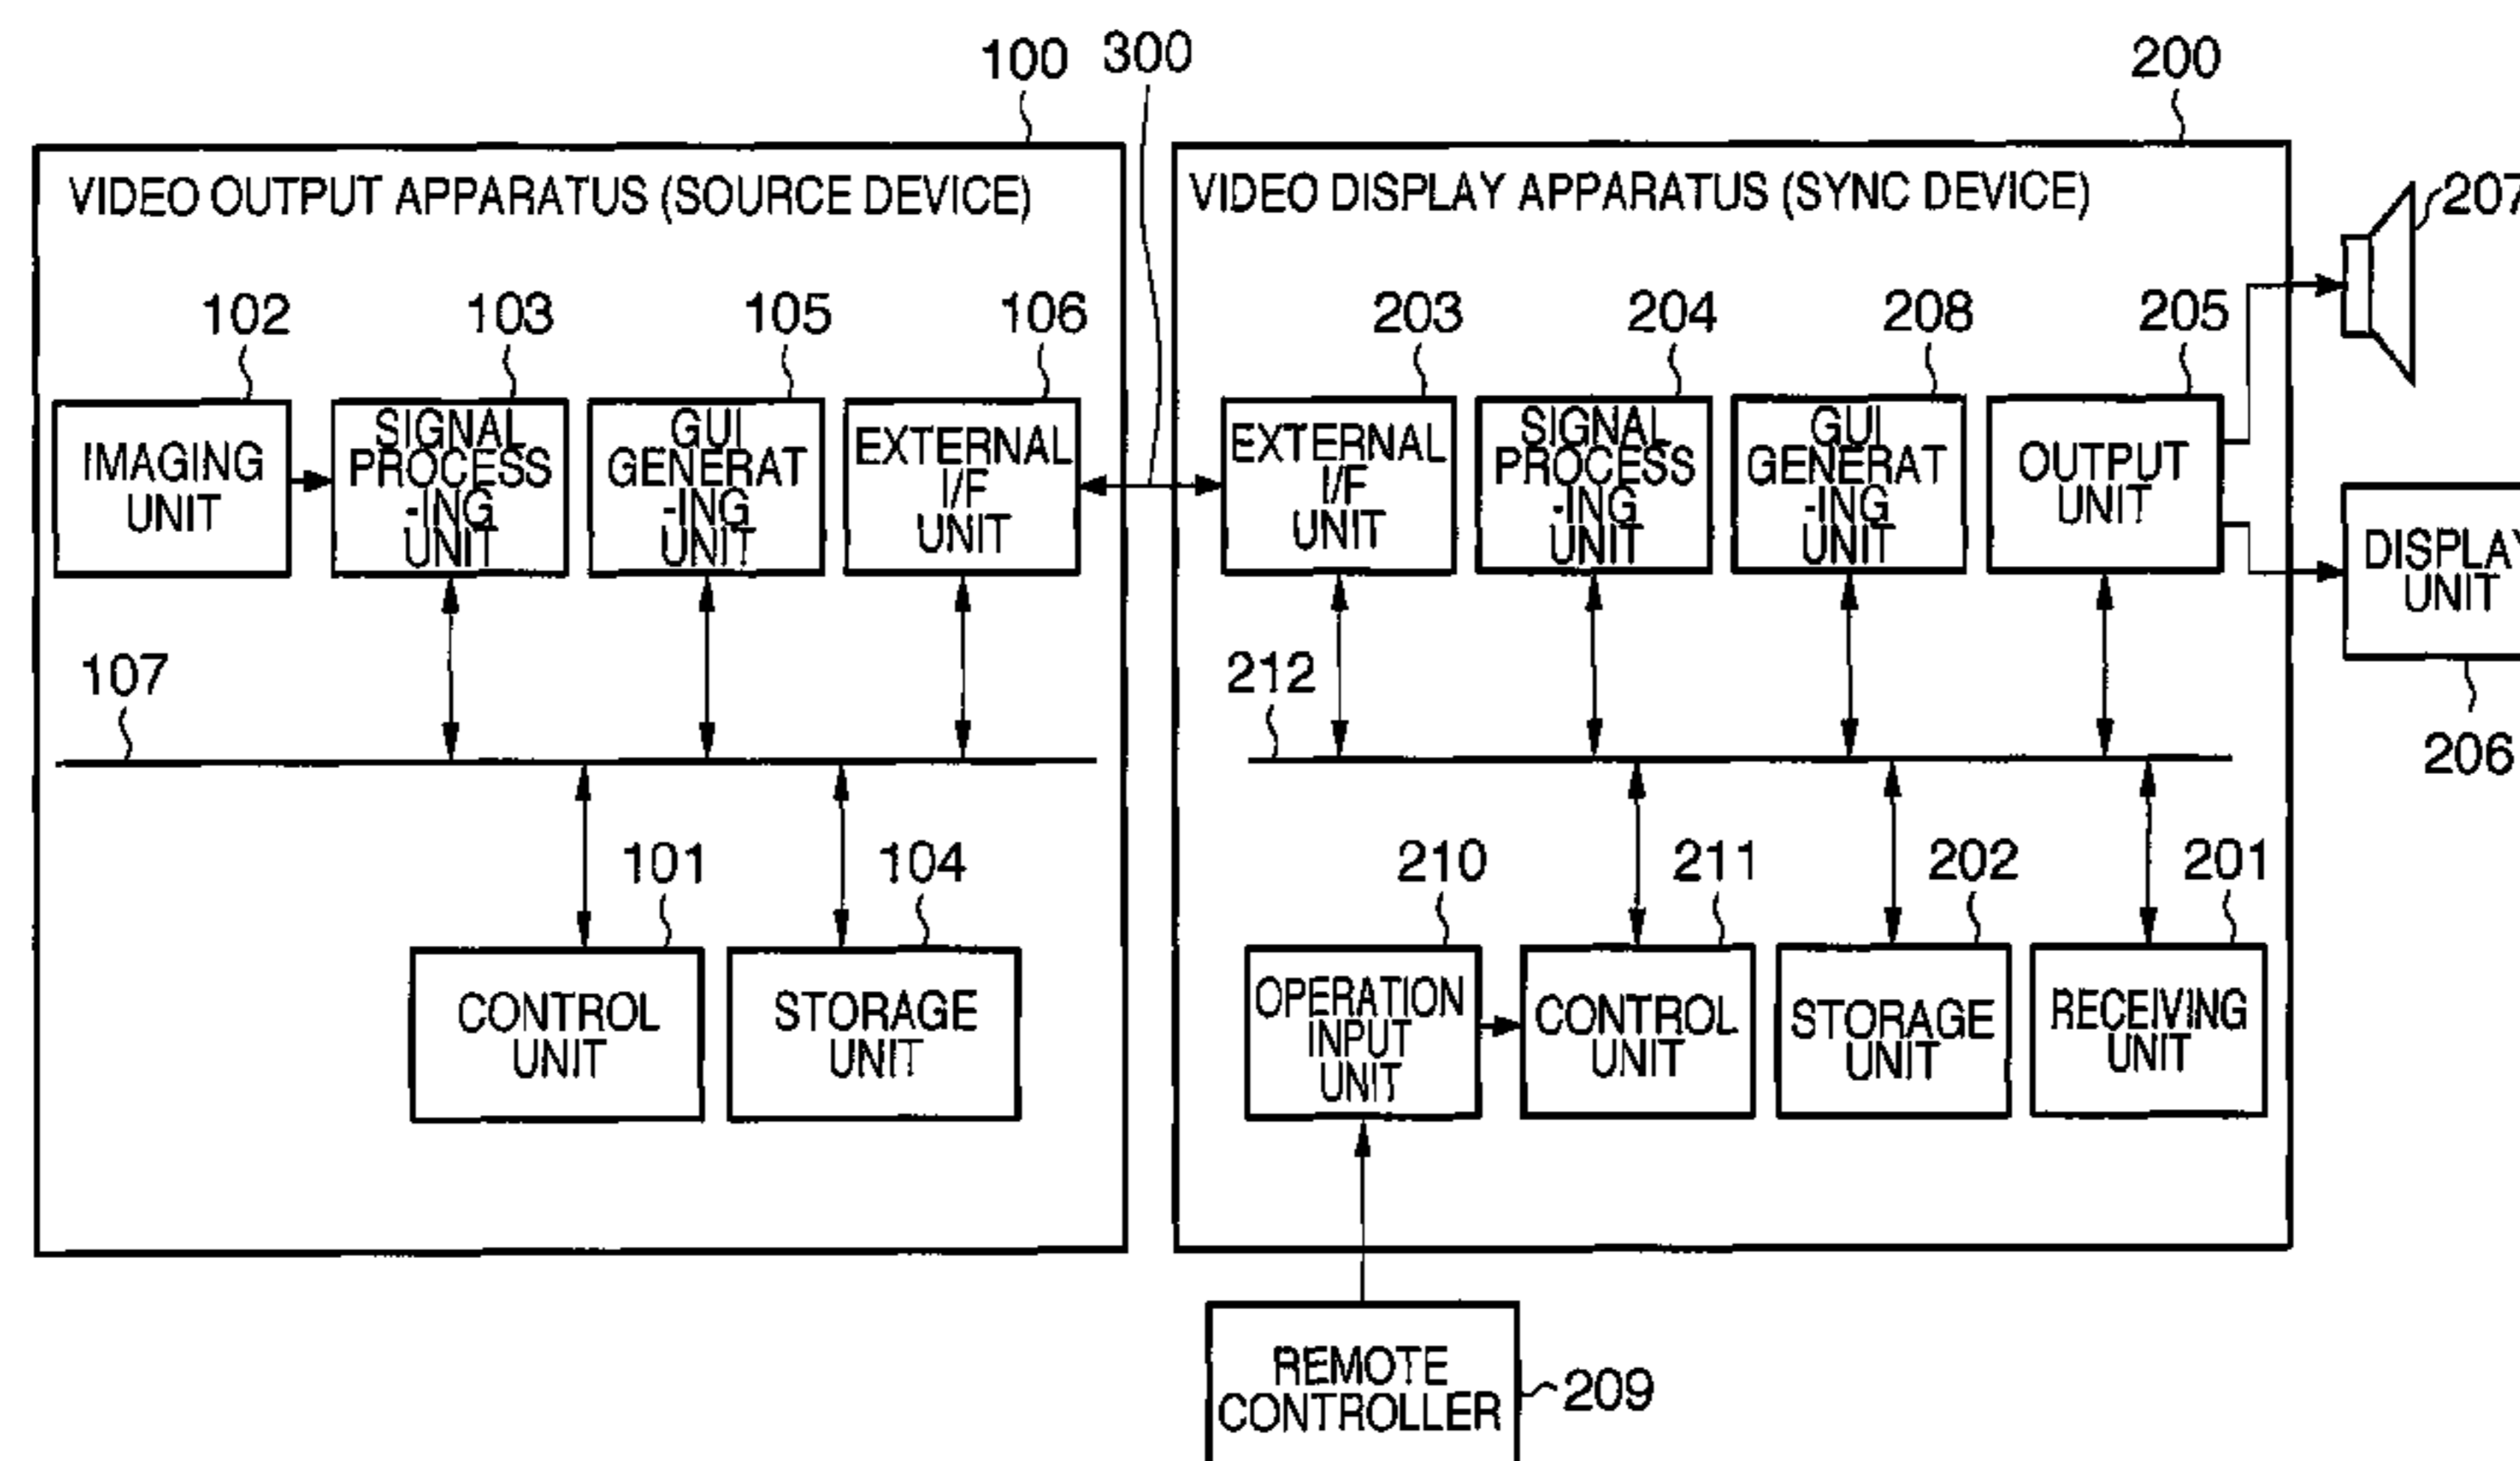 100 300 200
VIDEO OUTPUT APPARATUS (SOURCE DEVICE)
VIDEO DISPLAY APPARATUS (SYNC DEVICE)
207
102 103 105 106
203 204 208 205
IMAGING
UNIT
SIGNAL
PROCESS
-ING
UNIT
GUI
GENERAT
-ING
UNIT
EXTERNAL
I/F
UNIT
EXTERNAL
I/F
UNIT
SIGNAL
PROCESS
-ING
UNIT
GUI
GENERAT
-ING
UNIT
OUTPUT
UNIT
DISPLAY
UNIT
206
107
212
101 104
210 211 202 201
CONTROL
UNIT
STORAGE
UNIT
OPERATION
INPUT
UNIT
CONTROL
UNIT
STORAGE
UNIT
RECEIVING
UNIT
REMOTE
CONTROLLER
209